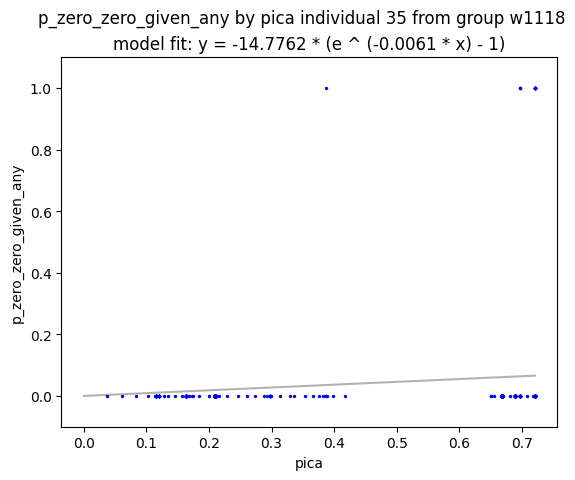 p_zero_zero_given_any by pica individual 35 from group w1118
model fit: y = -14.7762 * (e ^ (-0.0061 * x) - 1)
p_zero_zero_given_any
1.0
0.8
0.6
0.4
0.2
0.0
0.0 0.1 0.2 0.3 0.4 0.5 0.6 0.7
pica